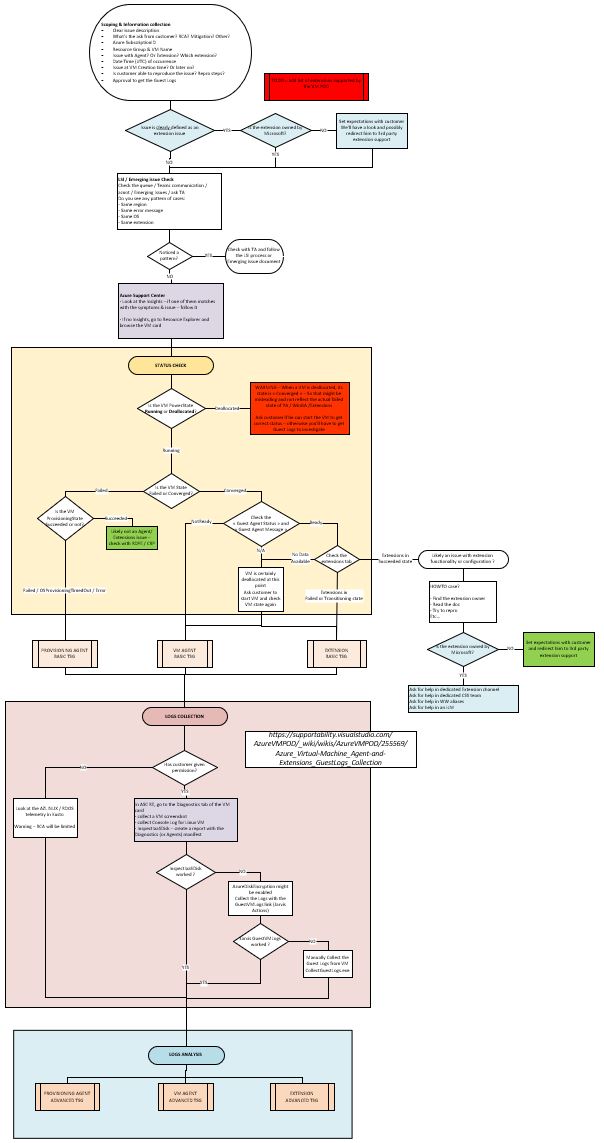 Scoping & Information collection
• Clear issue description
• What's the ask from customer? RCA? Mitigation? Other?
• Azure Subscription ID
• Resource Group & VM Name
• Issue with Agent? Or Extension? Which extension?
• Date Time (UTC) of occurrence
• Issue at VM Creation time? Or later on?
• Is customer able to reproduce the issue? Repro steps?
• Approval to get the Guest Logs
Issue is clearly defined as an
extension issue
YES
Is the extension owned by
Microsoft?
NO
Set expectations with customer
We'll have a look and possibly
redirect him to 3rd party
extension support
YES
NO
LSI / Emerging issue Check
Check the queue / Teams communication /
/ Emerging issues / ask TA
Do you see any pattern of cases:
- Same region
- Same error message
- Same OS
- Same extension
Noticed a
pattern?
YES
Check with TA and follow
the LSI process or
Emerging issue document
NO
Azure Support Center
- Look at the Insights – if one of them matches
with the symptoms & issue – follow it
- If no Insights, go to Resource Explorer and
browse the VM card
STATUS CHECK
Is the VM PowerState
Running or Deallocated?
Deallocated
WARNING – When a VM is deallocated, its
state is « Converged » - so that might be
misleading and not reflect the actual failed
state of PA / WinGA / Extensions
Ask customer if he can start the VM to get
correct status – otherwise you'll have to get
Guest Logs to investigate
Running
Is the VM State
Failed or Converged?
Failed
Converged
Is the VM
ProvisioningState
Succeeded or not?
Succeeded
Likely not an Agent/
Extensions issue –
check with RDFE / CRP
Check the
« Guest Agent Status » and
« Guest Agent Message »
NotReady
Ready
N/A
No Data
Available
Check the
extensions tab
Extensions in
Succeeded state
Likely an issue with extension
functionality or configuration ?
VM is certainly
deallocated at this
point
Ask customer to
start VM and check
VM state again
Failed / OSProvisioningTimedOut / Error
Extensions in
Failed or Transitioning state
HOWTO case?
- Find the extension owner
- Read the doc
- Try to repro
- Etc...
Is the extension owned by
Microsoft?
NO
Set expectations with customer
and redirect him to 3rd party
extension support
YES
Ask for help in dedicated Extension channel
Ask for help in dedicated CSS team
Ask for help in WW aliases
Ask for help in an ICM
PROVISIONING AGENT
BASIC TSG
VM AGENT
BASIC TSG
EXTENSION
BASIC TSG
LOGS COLLECTION
https://supportability.visualstudio.com/
AzureVMPOD/_wiki/wikis/AzureVMPOD/255569/
Azure_Virtual-Machine_Agent-and-
Extensions_GuestLogs_Collection
Has customer given
permission?
NO
YES
Look at the
telemetry in Kusto
Warning – RCA will be limited
In ASC RE, go to the Diagnostics tab of the VM
card
- collect a VM screenshot
- collect Console Log for Linux VM
- InspectIaaSDisk – create a report with the
Diagnostics (or Agents) manifest
InspectIaaSDisk
worked ?
NO
AzureDiskEncryption might
be enabled
Collect the Logs with the
GuestVMLogs link (Jarvis
Actions)
Jarvis GuestVMLogs
worked ?
NO
Manually Collect the
Guest Logs from VM
CollectGuestLogs.exe
YES
YES
LOGS ANALYSIS
PROVISIONING AGENT
ADVANCED TSG
VM AGENT
ADVANCED TSG
EXTENSION
ADVANCED TSG